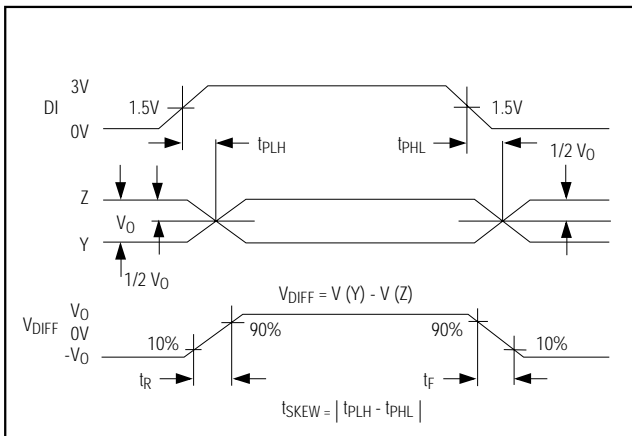 3V
DI
1.5V
1.5V
0V
tPLH
tPHL
1/2 VO
Z
VO
Y
1/2 VO
VDIFF = V (Y) - V (Z)
VO
VDIFF 0V
-VO
10%
90%
90%
10%
tR
tF
tSKEW = | tPLH - tPHL |